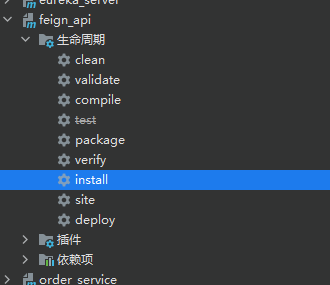 eureka_server
feign_api
生命周期
clean
validate
compile
test
package
verify
install
site
deploy
插件
依赖项
order_service